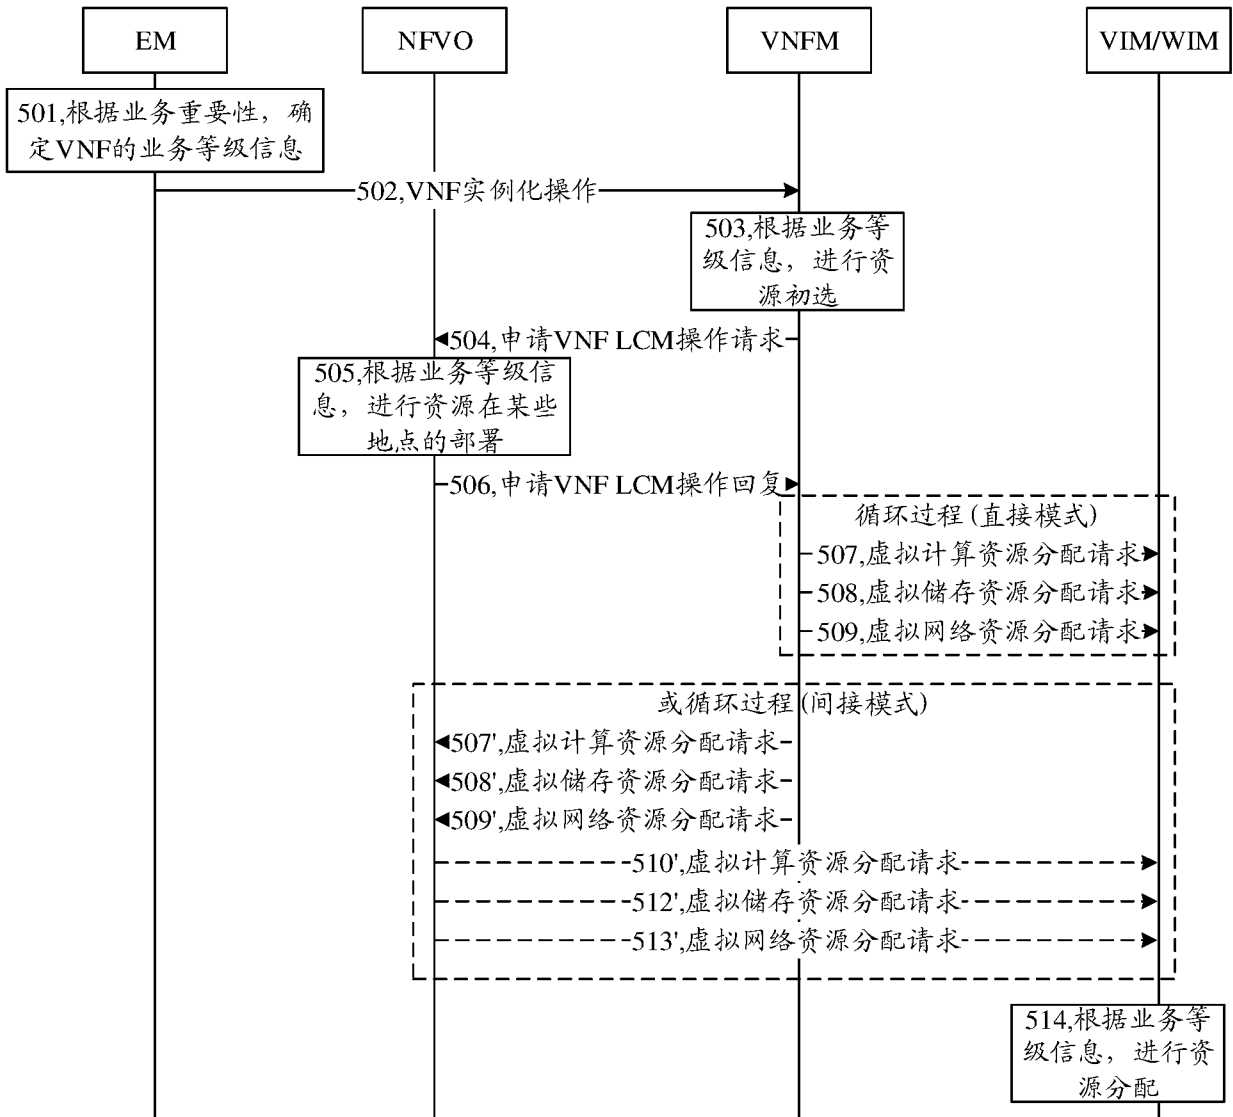 EM
NFVO
VNFM
VIM/WIM
501,根据业务重要性，确
定VNF的业务等级信息
502,VNF实例化操作
503,根据业务等
级信息，进行资
源初选
504,申请VNF LCM操作请求
505,根据业务等级信
息，进行资源在某些
地点的部署
506,申请VNF LCM操作回复
循环过程(直接模式)
507,虚拟计算资源分配请求
508,虚拟储存资源分配请求
509,虚拟网络资源分配请求
或循环过程(间接模式)
507',虚拟计算资源分配请求
508',虚拟储存资源分配请求
509',虚拟网络资源分配请求
510',虚拟计算资源分配请求
512',虚拟储存资源分配请求
513',虚拟网络资源分配请求
514,根据业务等
级信息，进行资
源分配